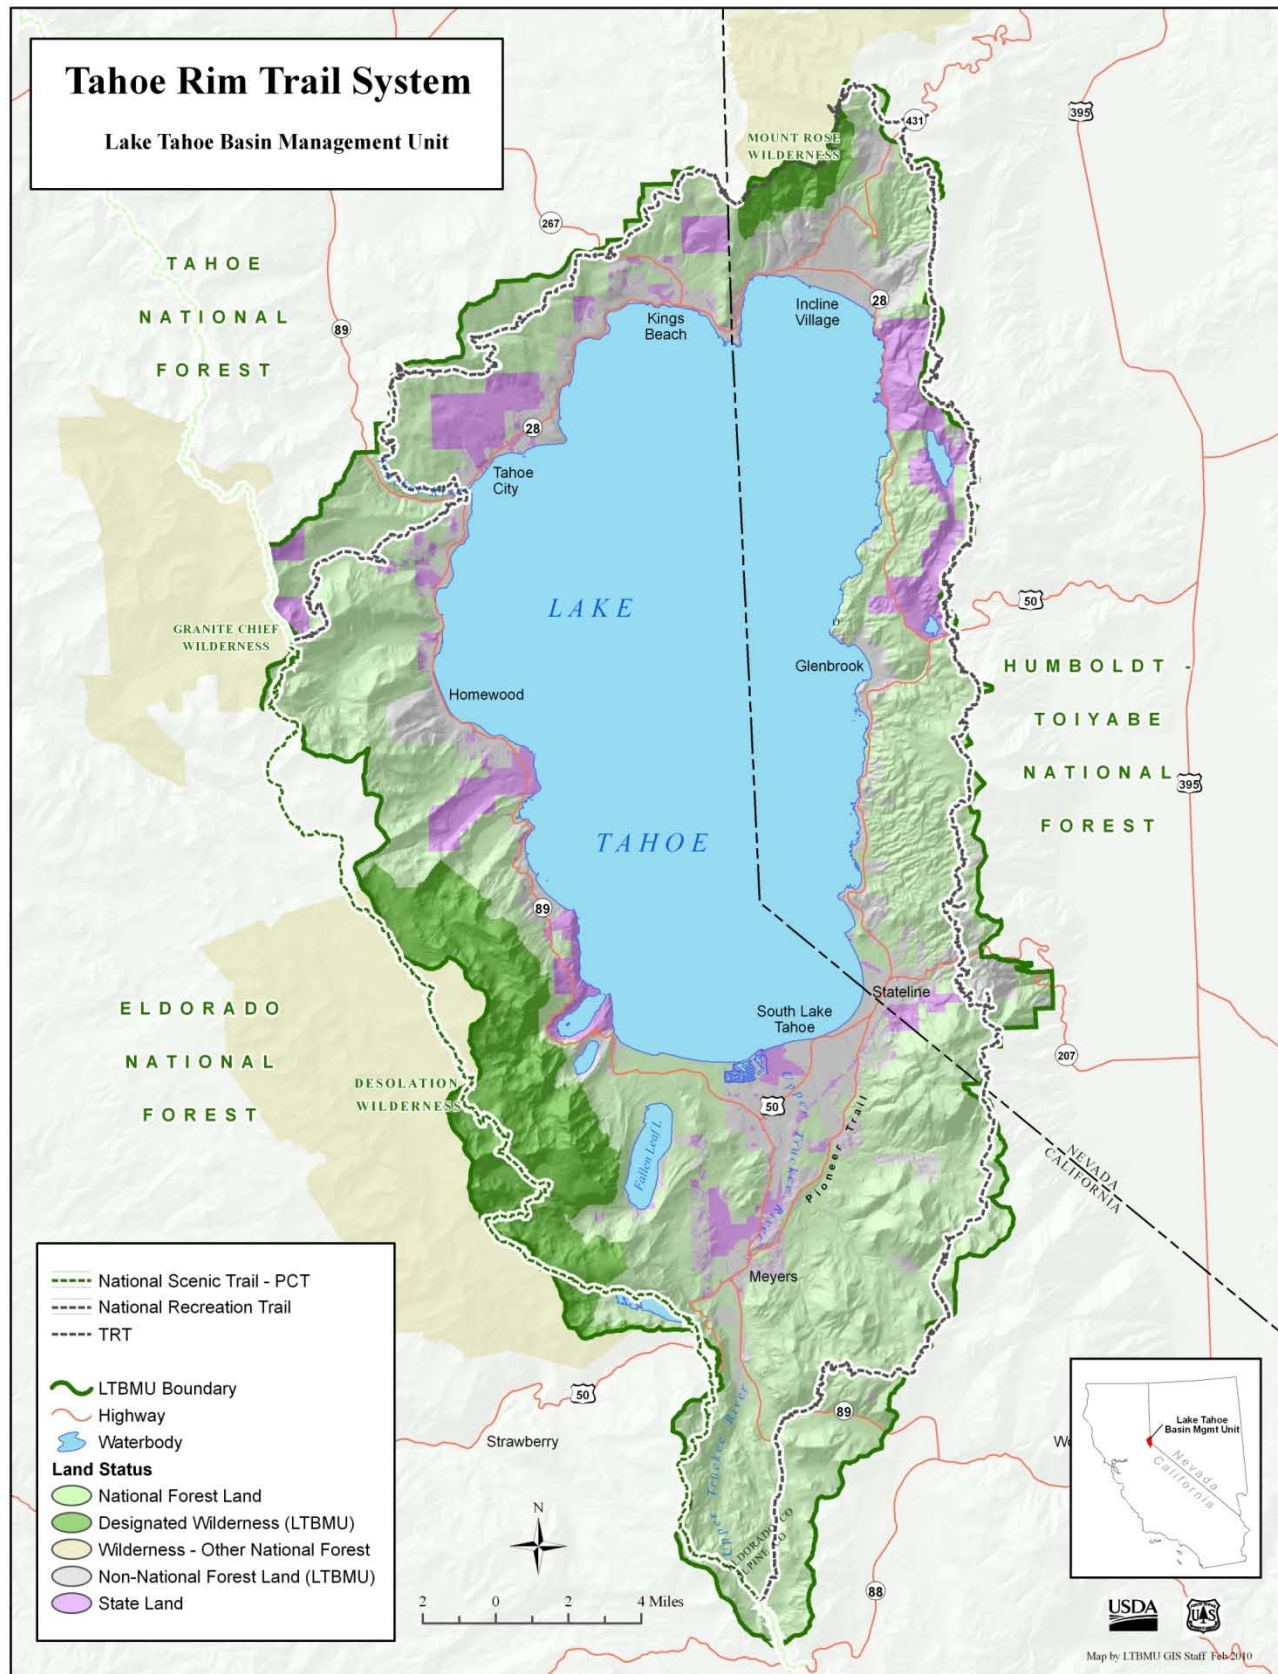 Tahoe Rim Trail System
Lake Tahoe Basin Management Unit
395
431
MOUNT ROSE
WILDERNESS
267
TAHOE
NATIONAL
FOREST
89
28
Incline
Village
Kings
Beach
28
Tahoe
City
50
LAKE
GRANITE CHIEF
WILDERNESS
Glenbrook
HUMBOLDT -
TOIYABE
NATIONAL
FOREST
Homewood
395
TAHOE
89
Stateline
South Lake
Tahoe
ELDORADO
NATIONAL
FOREST
207
DESOLATION
WILDERNESS
50
Upper Truckee River
Pioneer Trail
Fallen Leaf L
NEVADA
CALIFORNIA
Meyers
National Scenic Trail - PCT
National Recreation Trail
TRT
LTBMU Boundary
Highway
Waterbody
Land Status
National Forest Land
Designated Wilderness (LTBMU)
Wilderness - Other National Forest
Non-National Forest Land (LTBMU)
State Land
50
Strawberry
89
Upper Truckee River
N
2 0 2 4 Miles
88
Lake Tahoe
Basin Mgmt Unit
Nevada
California
USDA
U S
Map by LTBMU GIS Staff Feb 2010